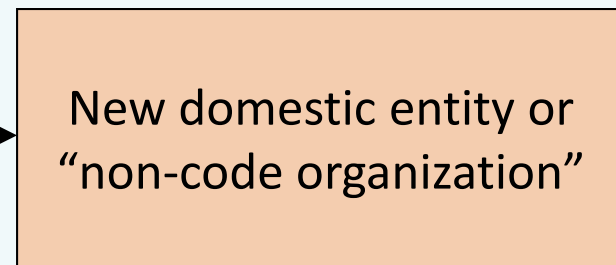 New domestic entity or
“non-code organization”